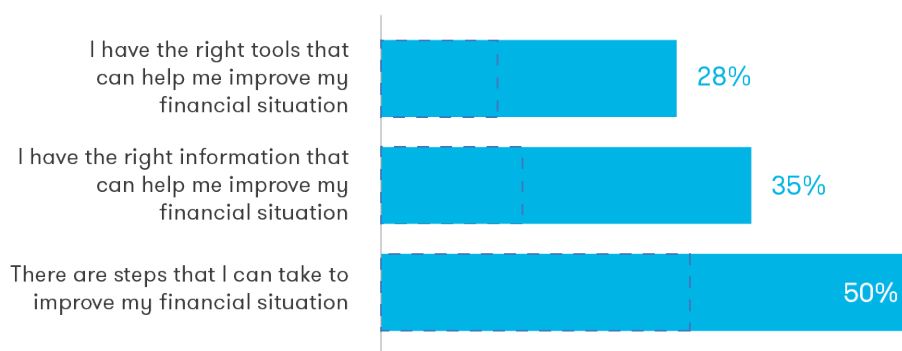 I have the right tools that
can help me improve my
financial situation
28%
I have the right information that
can help me improve my
financial situation
35%
There are steps that I can take to
improve my financial situation
50%